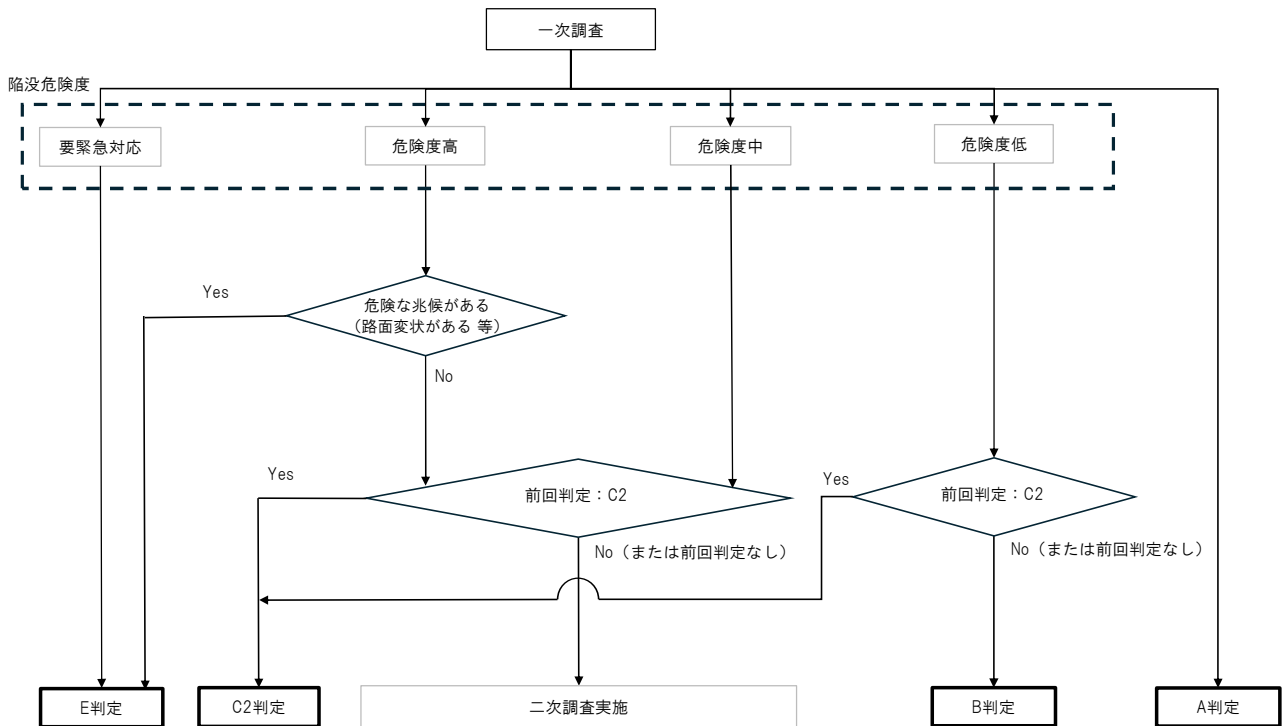 一次調査
陥没危険度
要緊急対応
危険度高
危険度中
危険度低
Yes
危険な兆候がある
（路面変状がある 等）
No
Yes
前回判定：C2
Yes
前回判定：C2
No（または前回判定なし）
No（または前回判定なし）
E判定
C2判定
二次調査実施
B判定
A判定